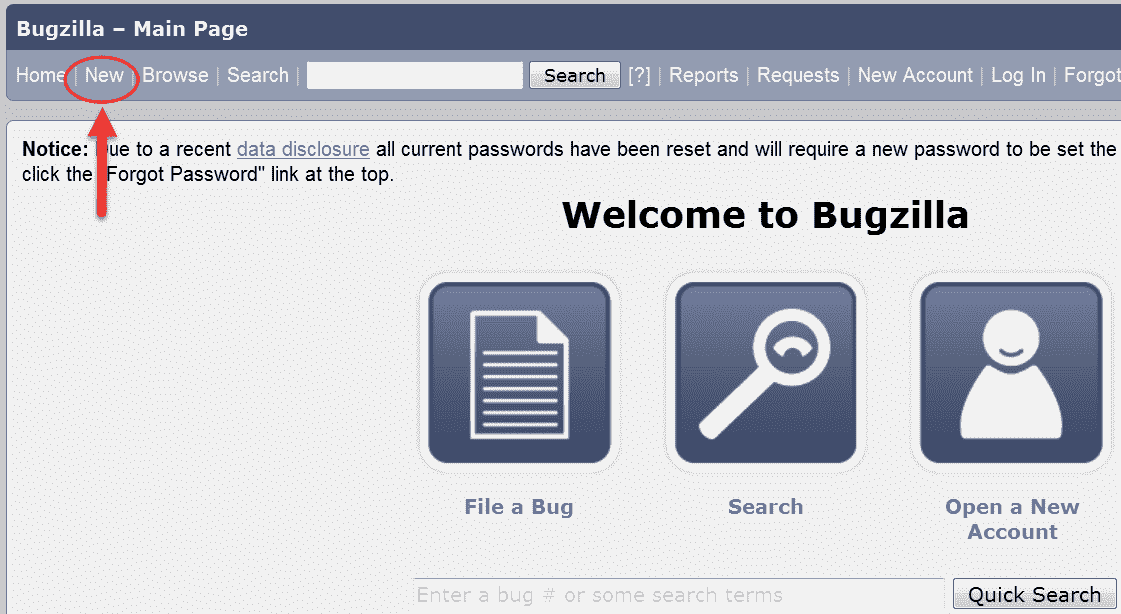 Bugzilla – Main Page
Home | New | Browse | Search | Search [?] | Reports | Requests | New Account | Log In | Forgot
Notice: ue to a recent data disclosure all current passwords have been reset and will require a new password to be set the
click the "Forgot Password" link at the top.
Welcome to Bugzilla
File a Bug
Search
Open a New
Account
Enter a bug # or some search terms
Quick Search